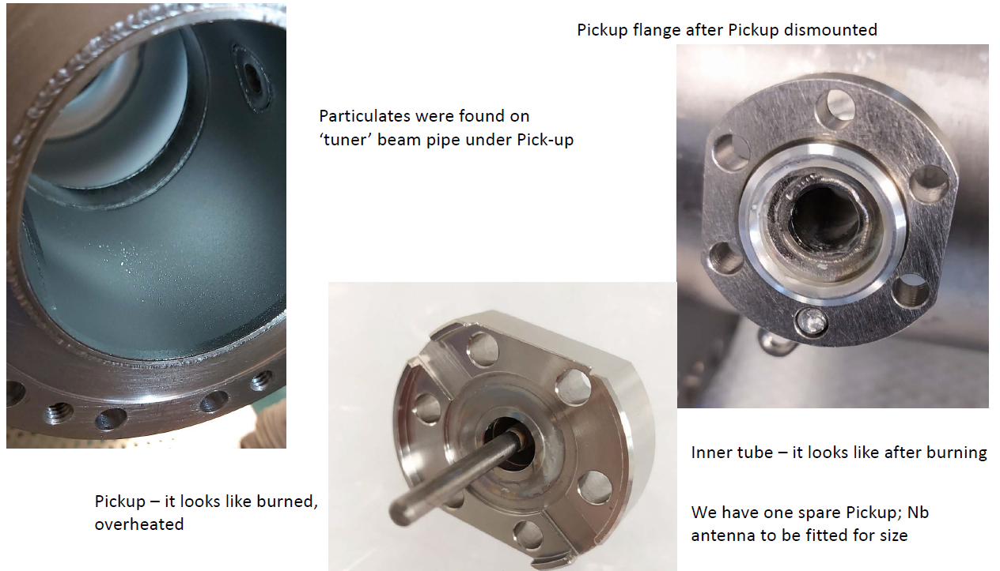 Pickup flange after Pickup dismounted
Particulates were found on
‘tuner’ beam pipe under Pick-up
Inner tube – it looks like after burning
Pickup – it looks like burned,
overheated
We have one spare Pickup; Nb
antenna to be fitted for size